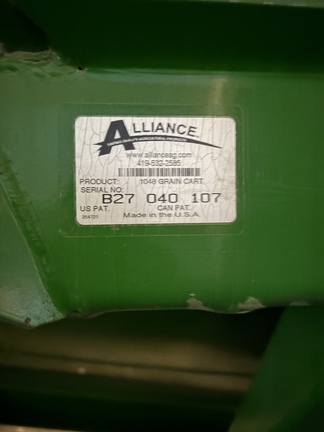 ALLIANCE
www.allianceag.com
419-532-2585
PRODUCT: 1048 GRAIN CART
SERIAL NO:
B27 040 107
US PAT. CAN PAT.
Made in the U.S.A.